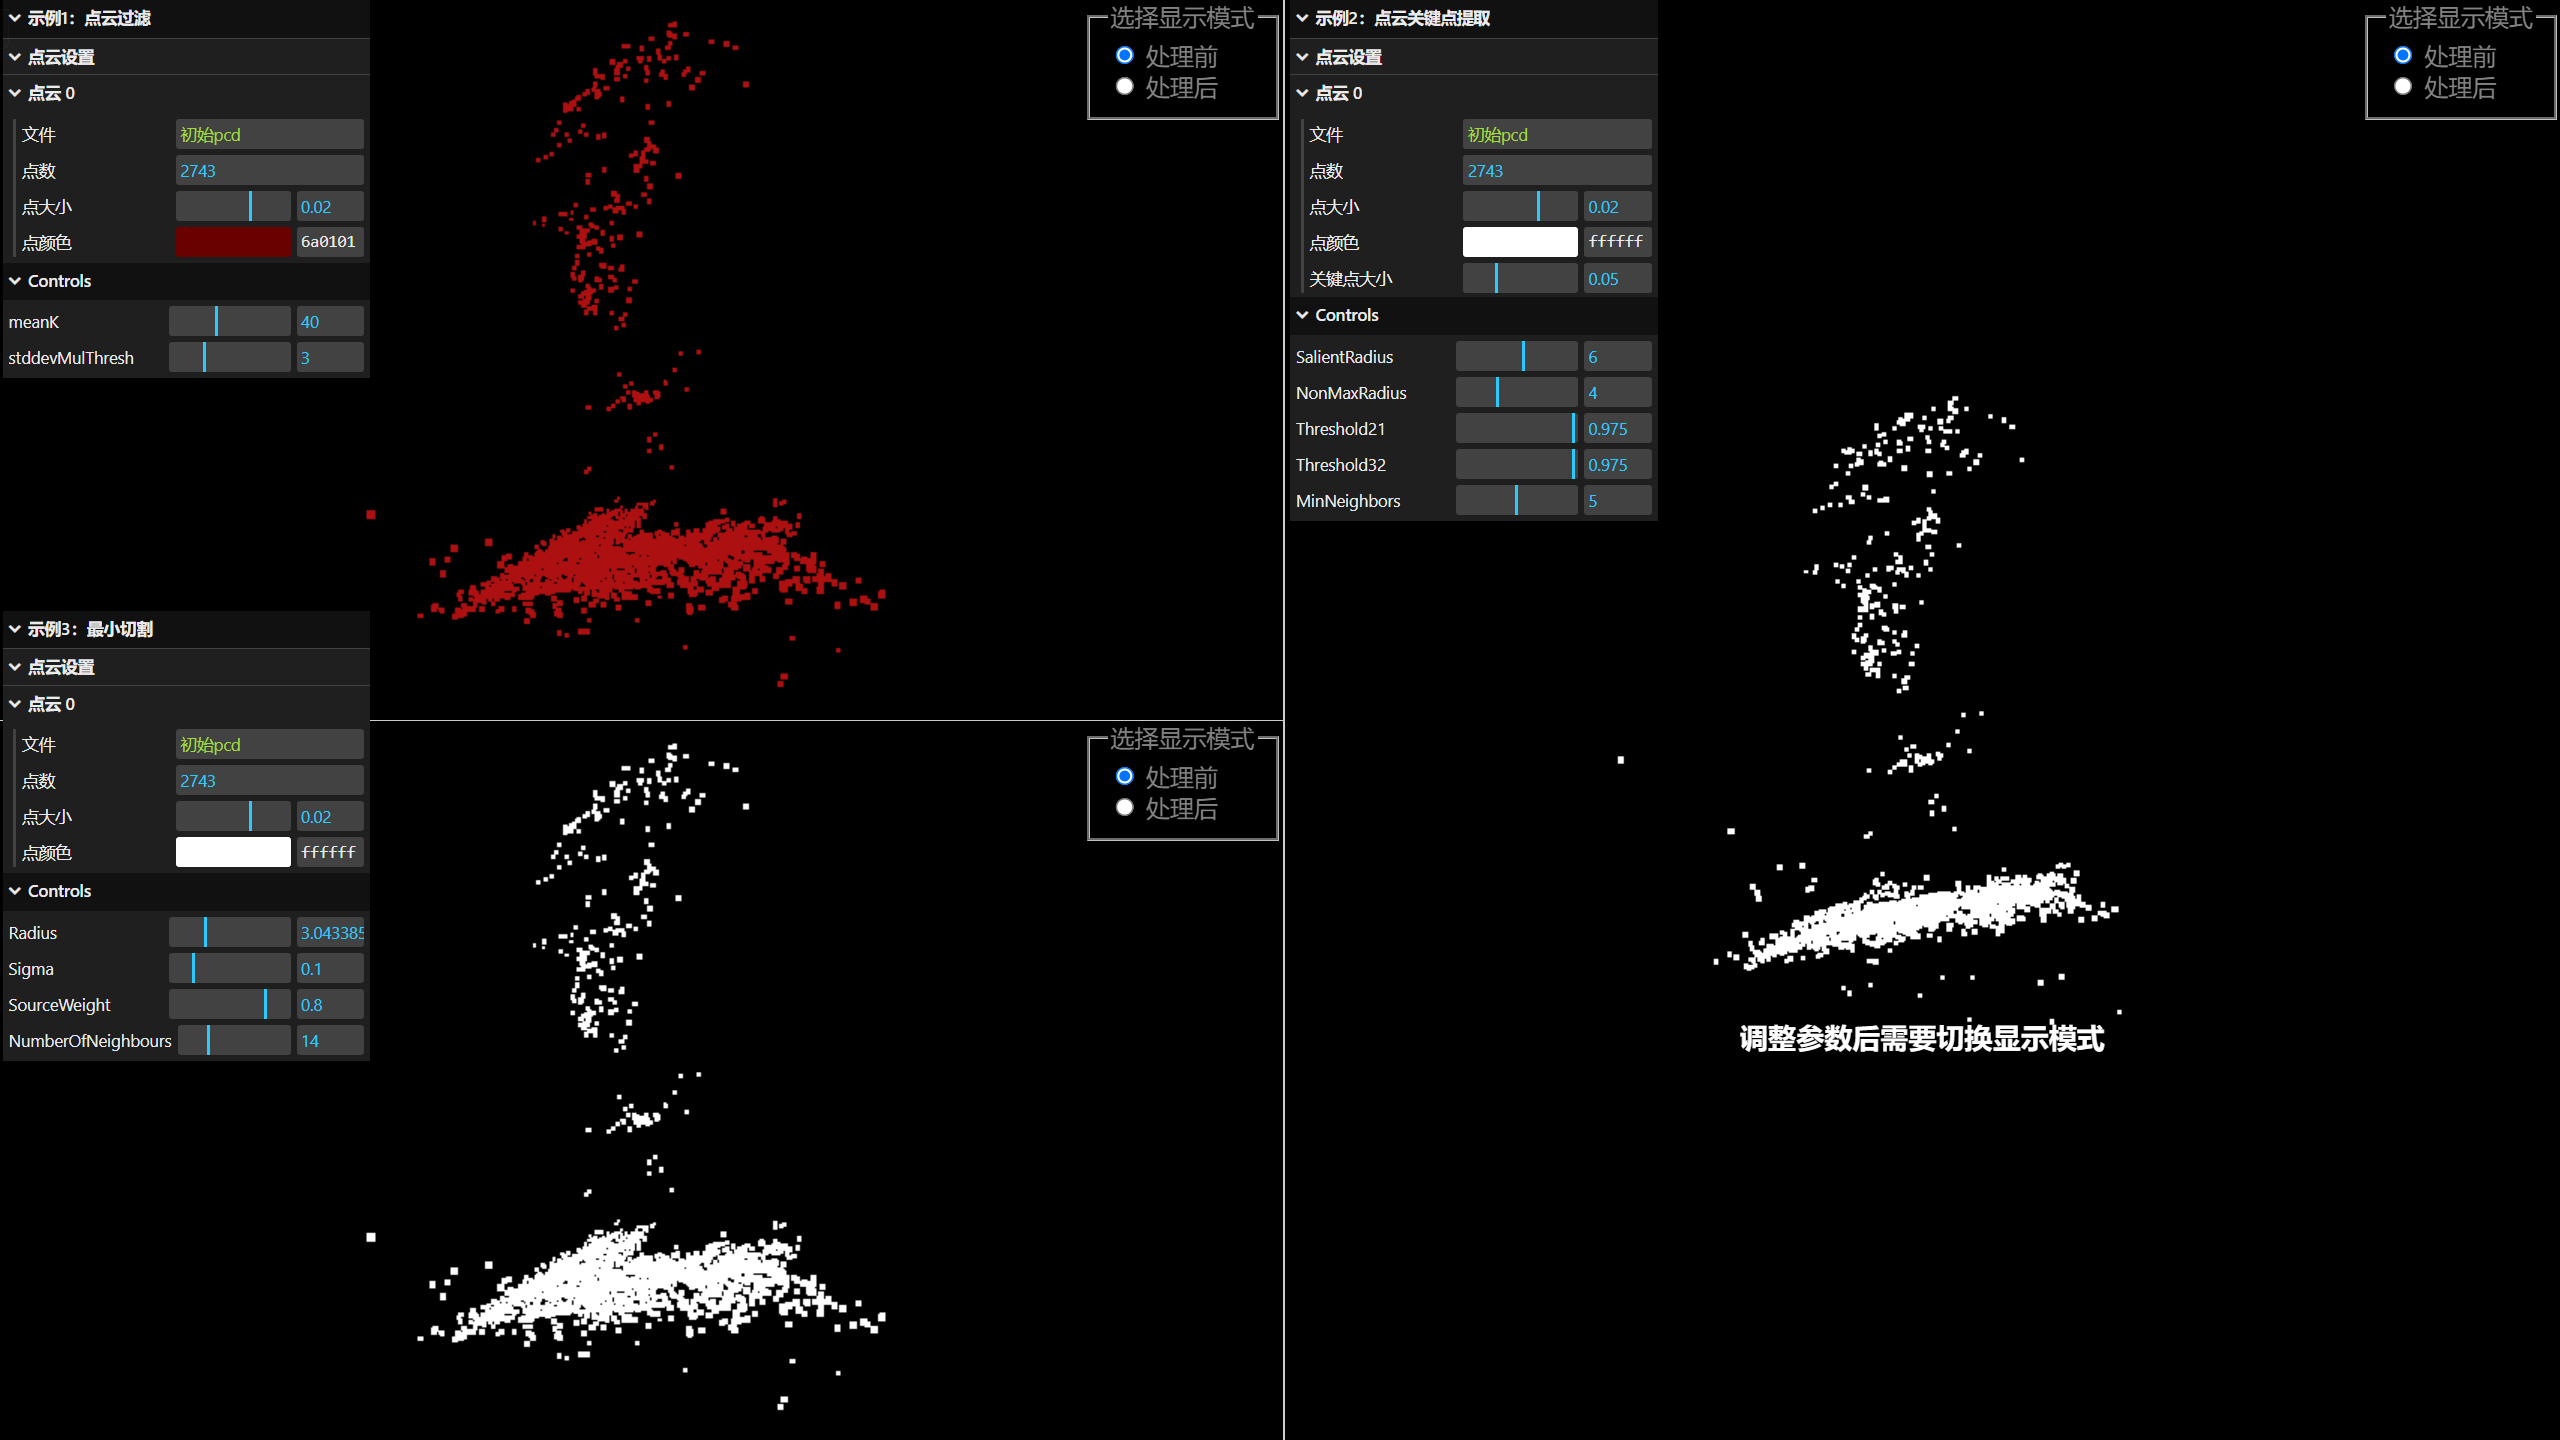 示例1：点云过滤
点云设置
点云 0
文件 初始pcd
点数 2743
点大小 0.02
点颜色 6a0101
Controls
meanK 40
stddevMulThresh 3
选择显示模式
处理前
处理后
示例2：点云关键点提取
点云设置
点云 0
文件 初始pcd
点数 2743
点大小 0.02
点颜色 ffffff
关键点大小 0.05
Controls
SalientRadius 6
NonMaxRadius 4
Threshold21 0.975
Threshold32 0.975
MinNeighbors 5
选择显示模式
处理前
处理后
调整参数后需要切换显示模式
示例3：最小切割
点云设置
点云 0
文件 初始pcd
点数 2743
点大小 0.02
点颜色 ffffff
Controls
Radius 3.043385
Sigma 0.1
SourceWeight 0.8
NumberOfNeighbours 14
选择显示模式
处理前
处理后